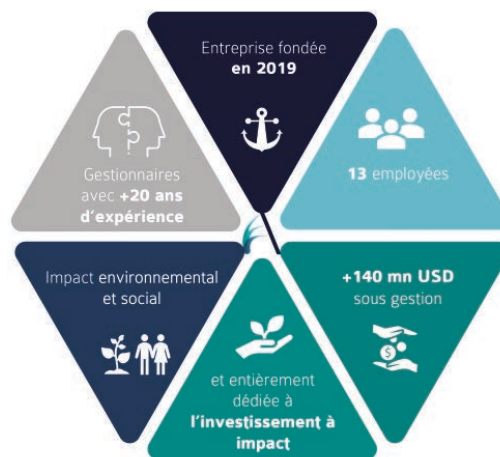 Entreprise fondée
en 2019
Gestionnaires
avec +20 ans
d'expérience
13 employées
Impact environnemental
et social
+140 mn USD
sous gestion
$
et entièrement
dédiée à
l'investissement à
impact